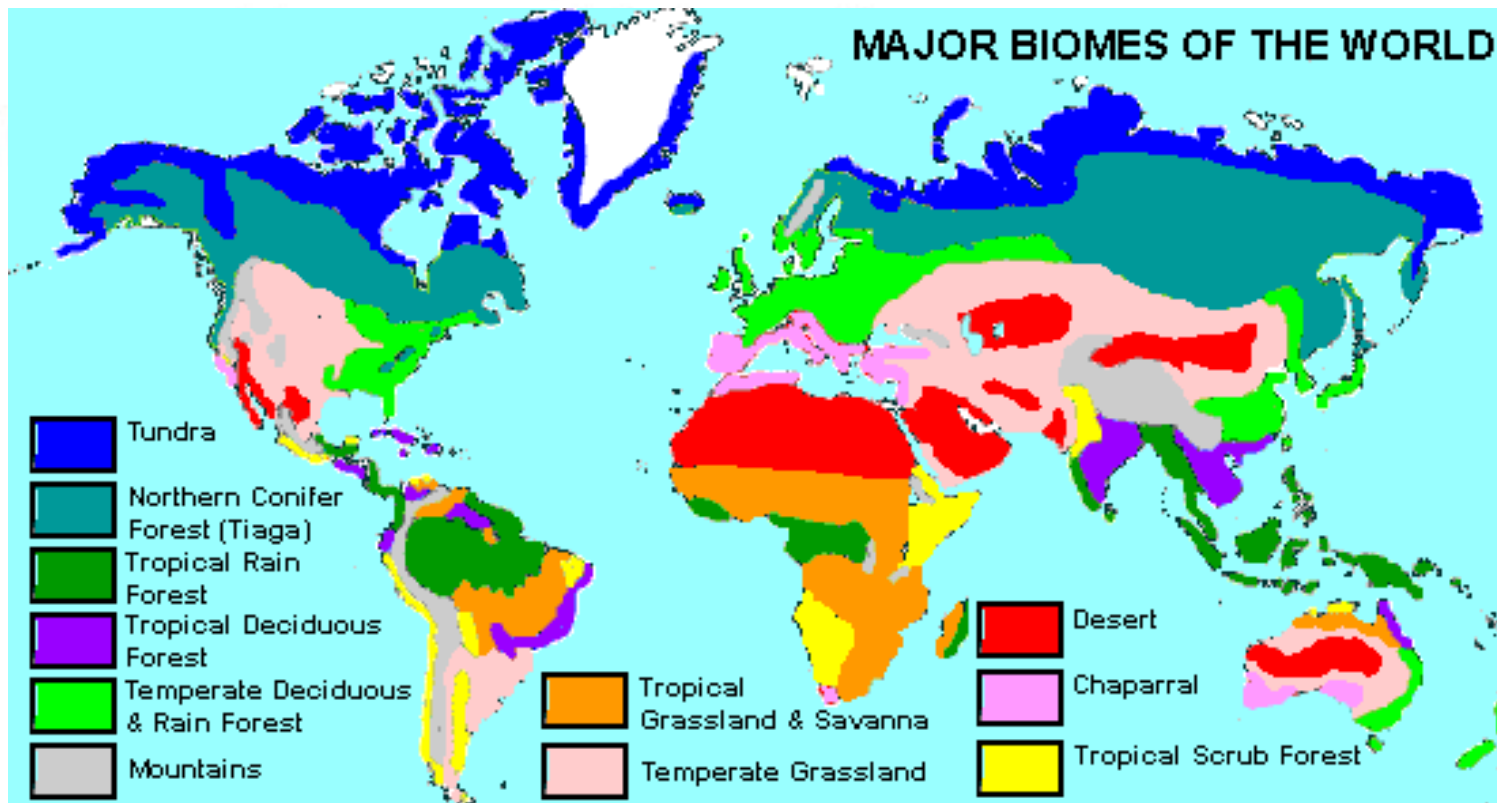 MAJOR BIOMES OF THE WORLD
Tundra
Northern Conifer
Forest (Tiaga)
Tropical Rain
Forest
Tropical Deciduous
Forest
Temperate Deciduous
& Rain Forest
Mountains
Tropical
Grassland & Savanna
Temperate Grassland
Desert
Chaparral
Tropical Scrub Forest